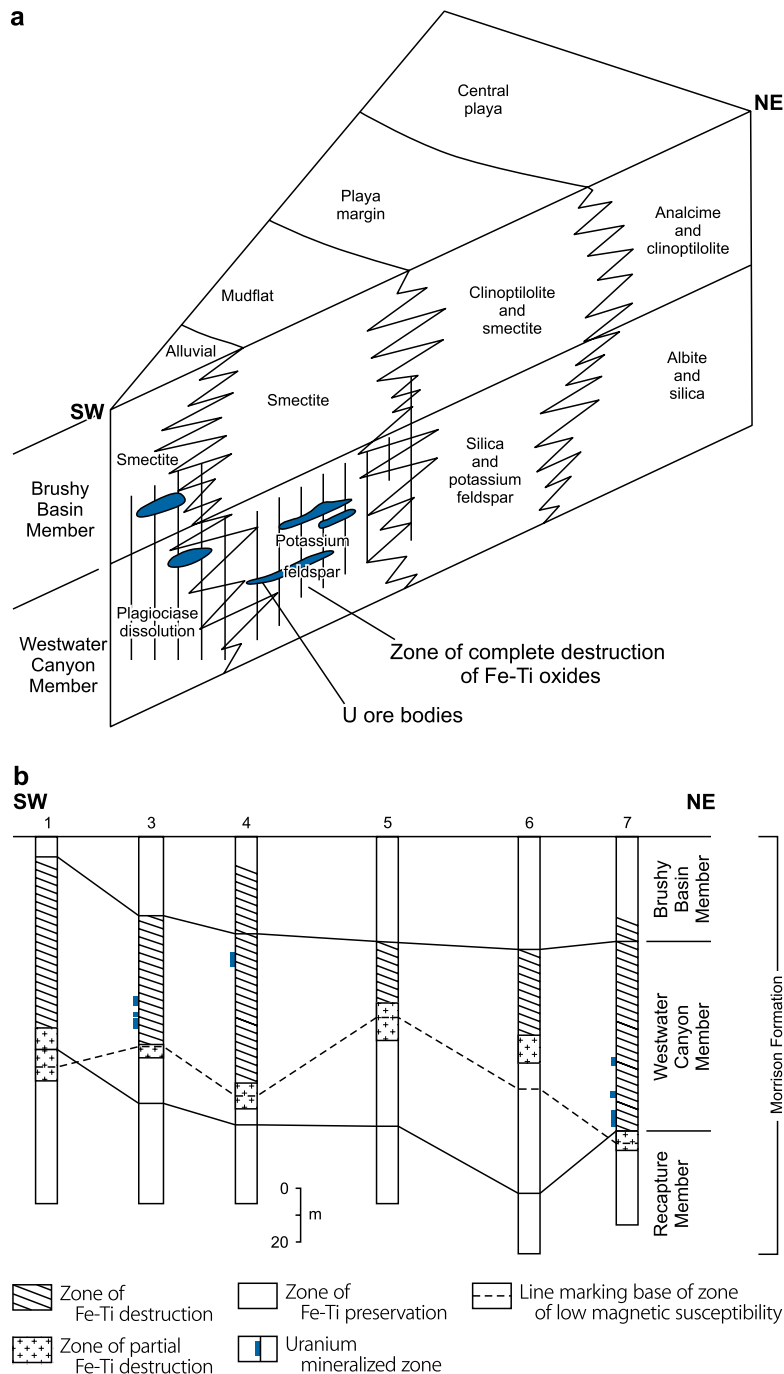 a
Central
playa
NE
Playa
margin
Analcime
and
clinoptilolite
Mudflat
Clinoptilolite
and
smectite
Alluvial
Albite
and
silica
SW
Smectite
Smectite
Silica
and
potassium
feldspar
Brushy
Basin
Member
Potassium
feldspar
Plagiociase
dissolution
Westwater
Canyon
Member
Zone of complete destruction
of Fe-Ti oxides
U ore bodies
b
SW
NE
1
3
4
5
6
7
Brushy
Basin
Member
Westwater
Canyon
Member
Recapture
Member
Morrison Formation
0
m
20
Zone of
Fe-Ti destruction
Zone of
Fe-Ti preservation
Line marking base of zone
of low magnetic susceptibility
Zone of partial
Fe-Ti destruction
Uranium
mineralized zone